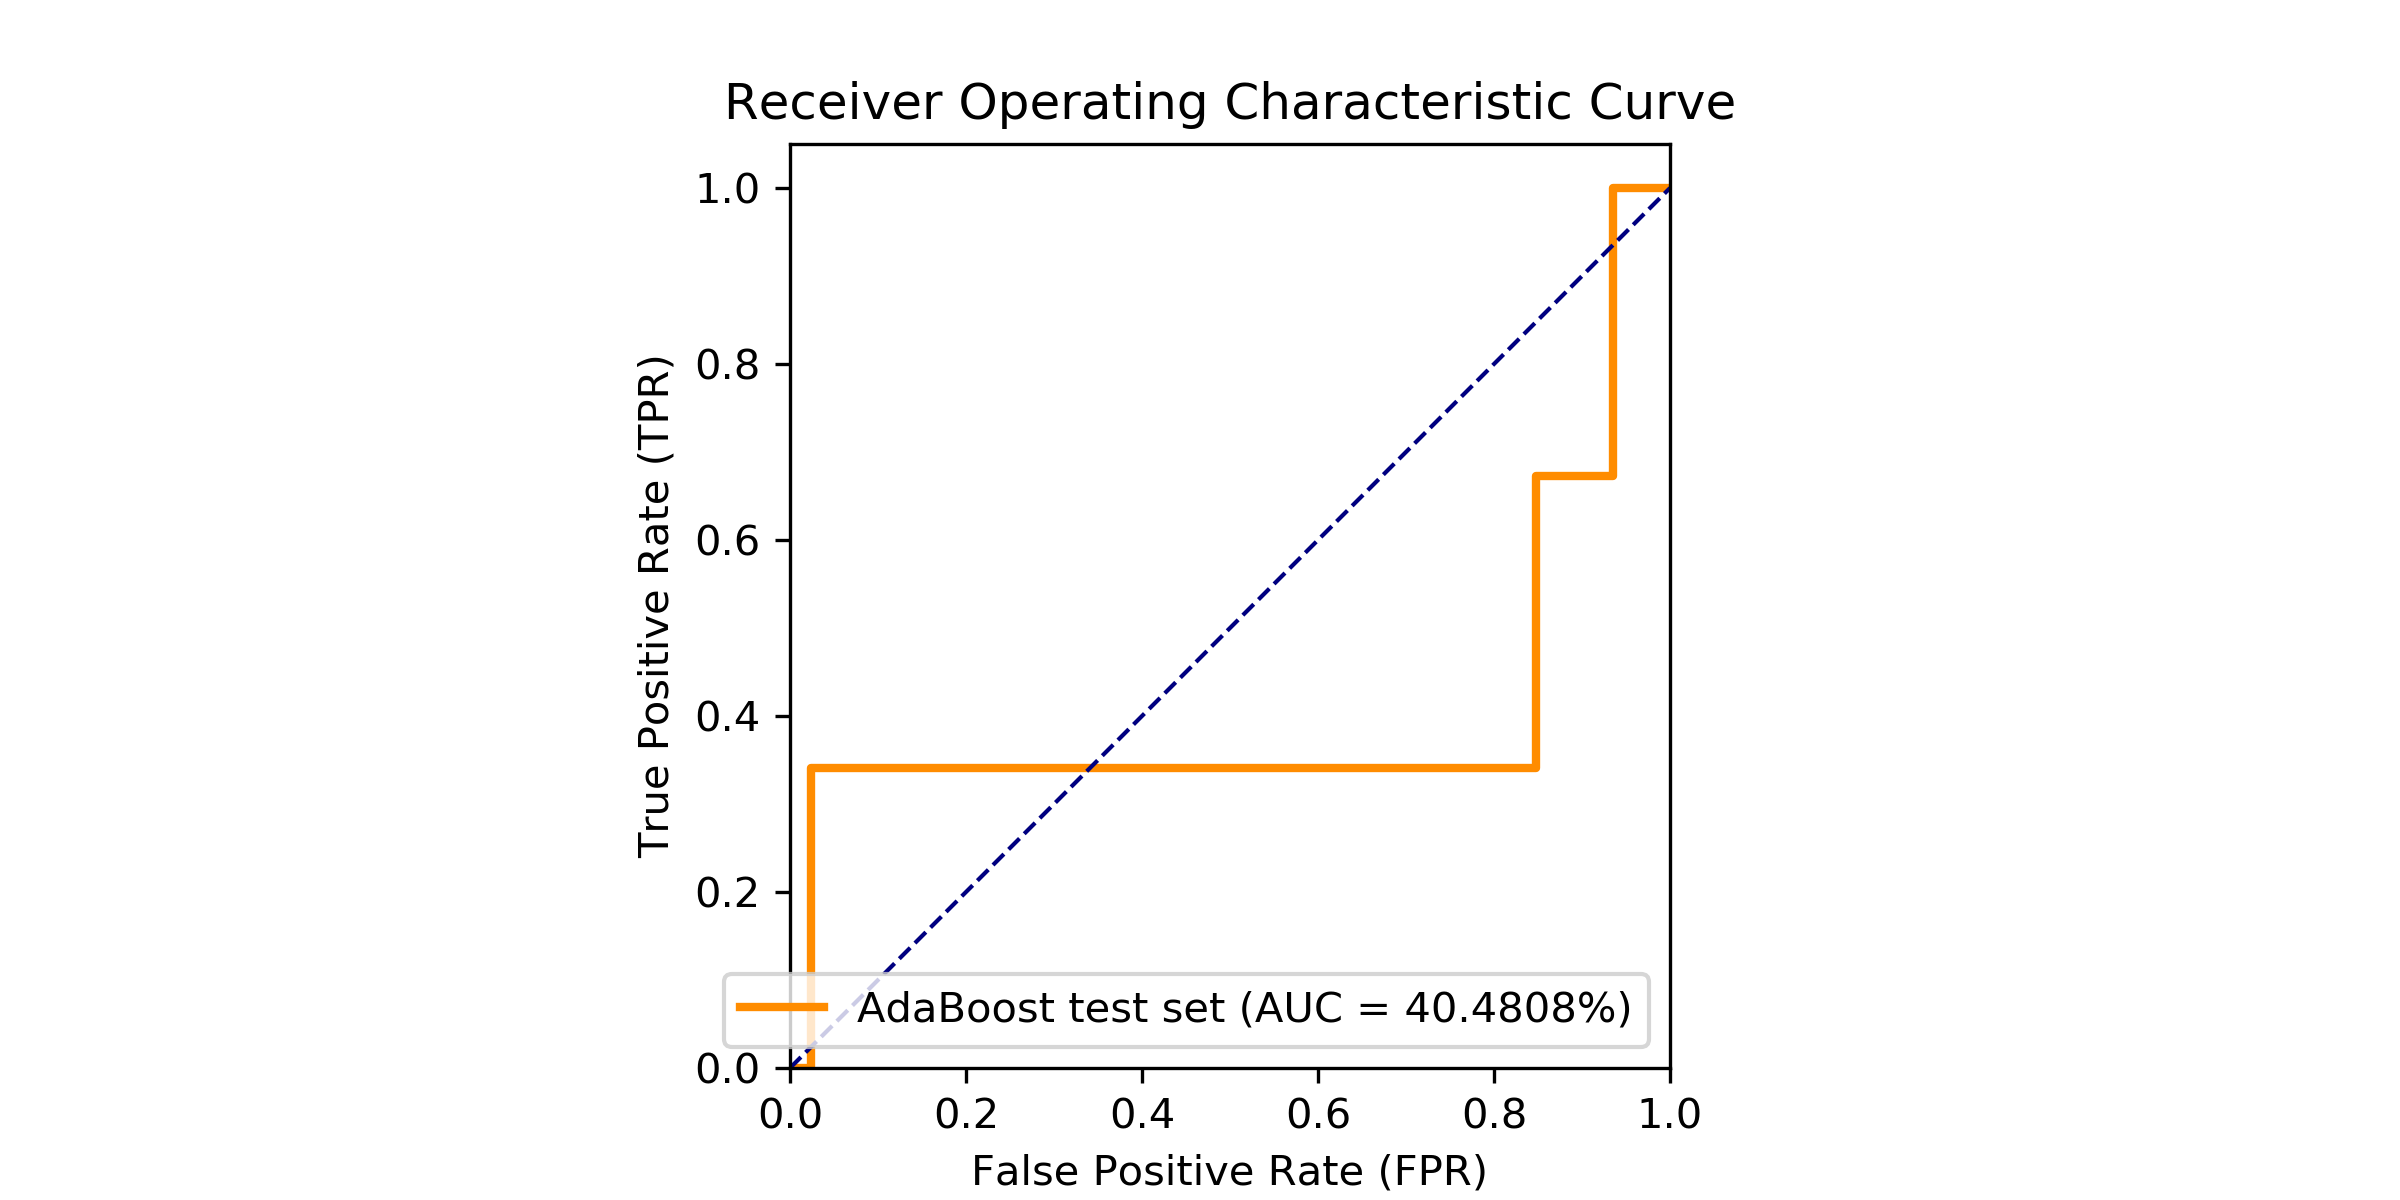 Receiver Operating Characteristic Curve
True Positive Rate (TPR)
1.0
0.8
0.6
0.4
0.2
0.0
AdaBoost test set (AUC = 40.4808%)
0.0 0.2 0.4 0.6 0.8 1.0
False Positive Rate (FPR)